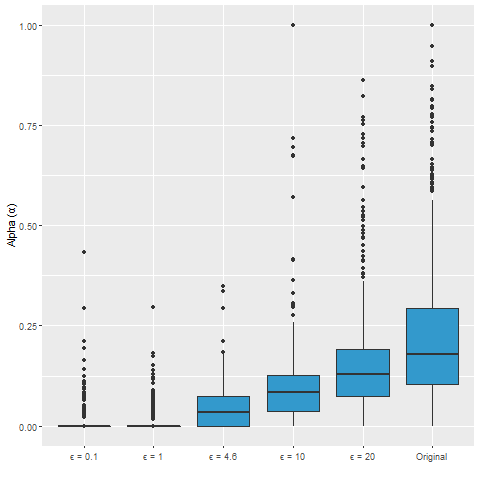 1.00
0.75
0.50
0.25
0.00
Alpha (α)
ε = 0.1
ε = 1
ε = 4.6
ε = 10
ε = 20
Original